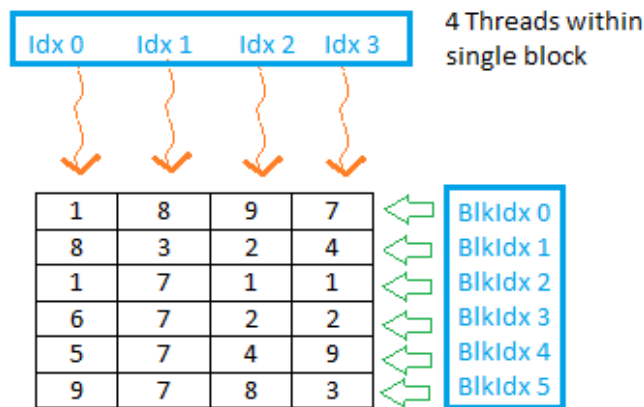 Idx 0 Idx 1 Idx 2 Idx 3
4 Threads within
single block
1 8 9 7
BlkIdx 0
8 3 2 4
BlkIdx 1
1 7 1 1
BlkIdx 2
6 7 2 2
BlkIdx 3
5 7 4 9
BlkIdx 4
9 7 8 3
BlkIdx 5